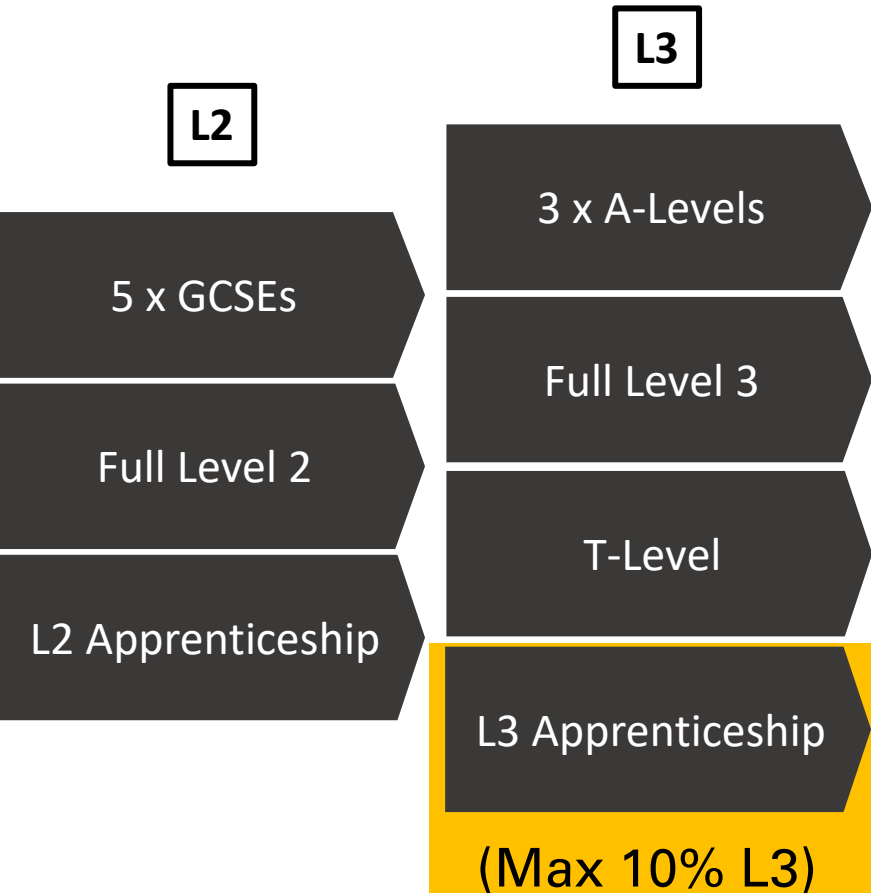 L2
5 x GCSEs
Full Level 2
L2 Apprenticeship
L3
3 x A-Levels
Full Level 3
T-Level
L3 Apprenticeship
(Max 10% L3)